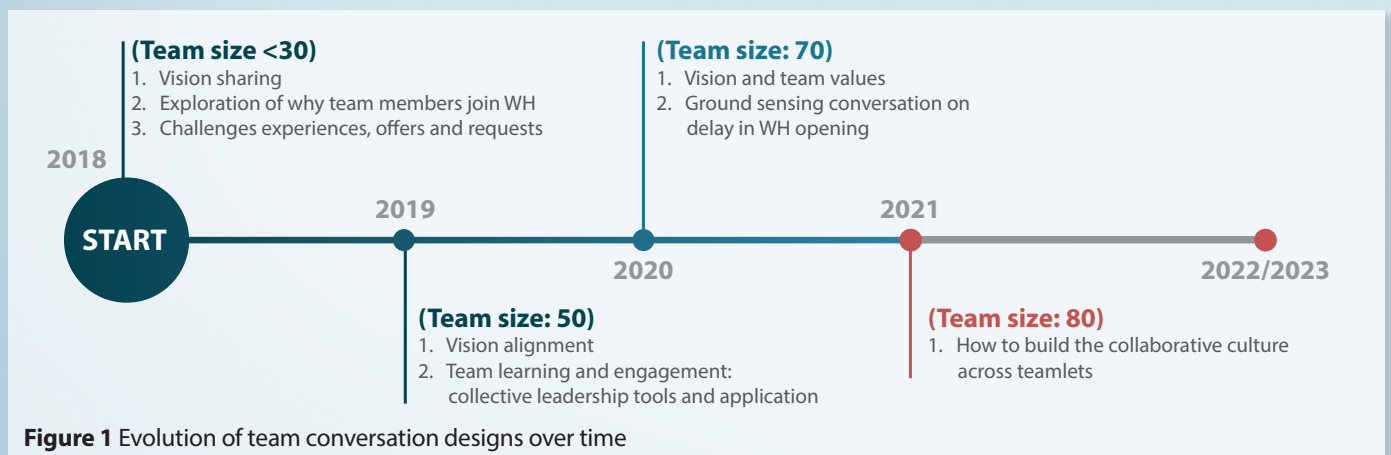 (Team size <30)
1. Vision sharing
2. Exploration of why team members join WH
3. Challenges experiences, offers and requests
(Team size: 70)
1. Vision and team values
2. Ground sensing conversation on
delay in WH opening
2018
START
2019
2020
2021
2022/2023
(Team size: 50)
1. Vision alignment
2. Team learning and engagement:
collective leadership tools and application
(Team size: 80)
1. How to build the collaborative culture
across teamlets
Figure 1 Evolution of team conversation designs over time